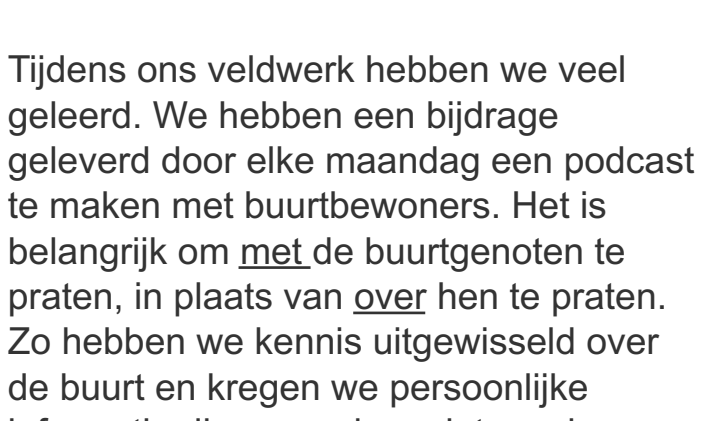 Tijdens ons veldwerk hebben we veel
geleerd. We hebben een bijdrage
geleverd door elke maandag een podcast
te maken met buurtbewoners. Het is
belangrijk om met de buurtgenoten te
praten, in plaats van over hen te praten.
Zo hebben we kennis uitgewisseld over
de buurt en kregen we persoonlijke